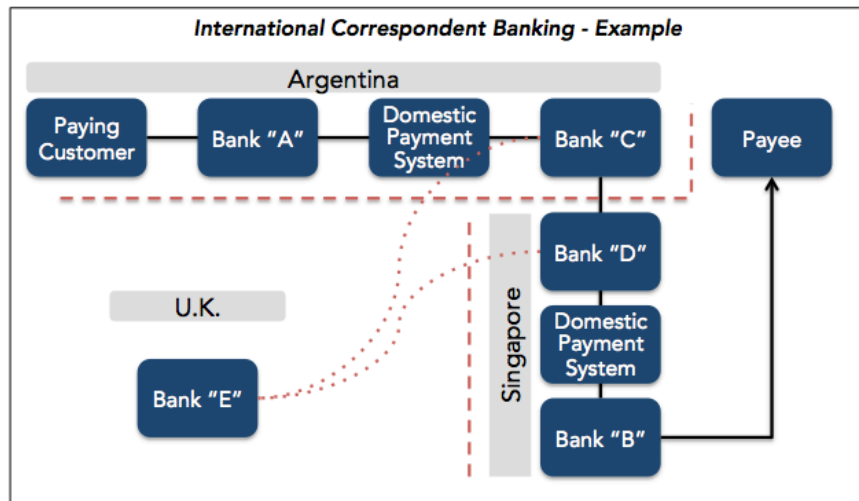 International Correspondent Banking - Example
Argentina
Paying
Customer
Bank “A”
Domestic
Payment
System
Bank “C”
Payee
Bank “D”
Singapore
U.K.
Domestic
Payment
System
Bank “E”
Bank “B”